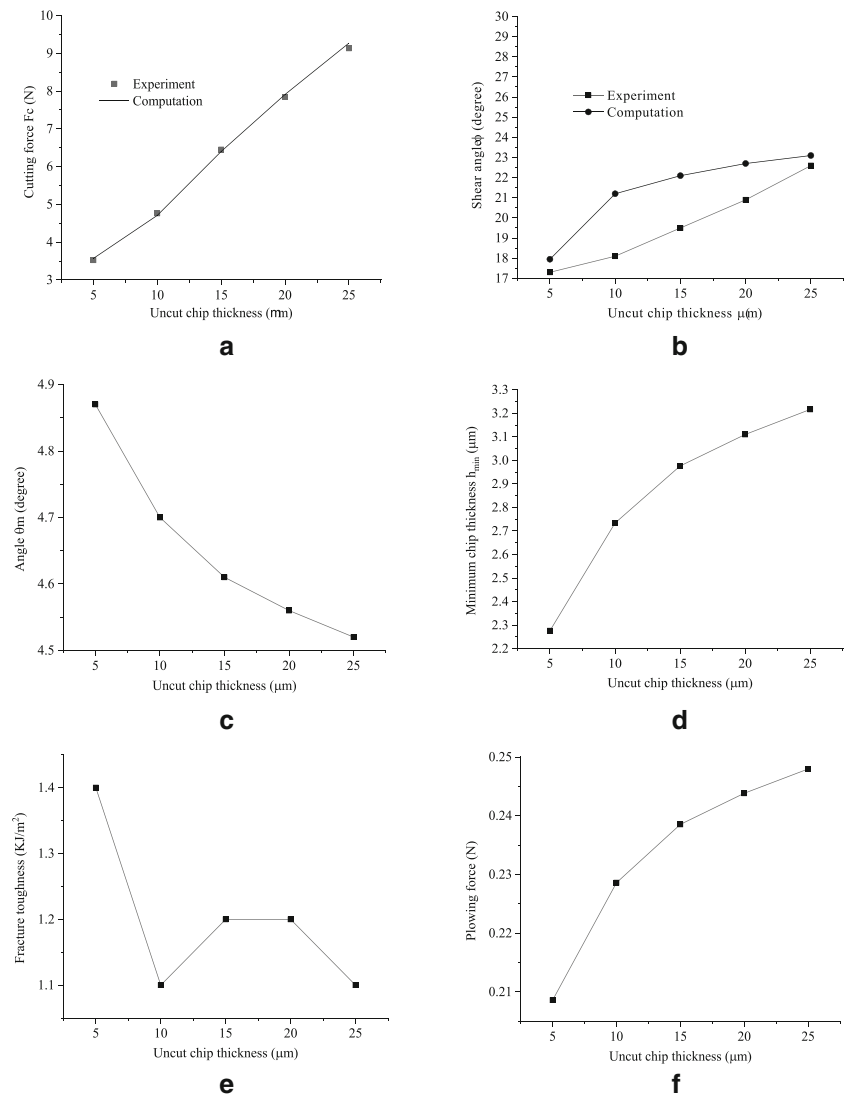 10
9
8
7
6
5
4
3
Cutting force Fc (N)
Experiment
Computation
5 10 15 20 25
Uncut chip thickness (mm)
a
30
29
28
27
26
25
24
23
22
21
20
19
18
17
Shear angleϕ (degree)
Experiment
Computation
5 10 15 20 25
Uncut chip thickness μ(m)
b
4.9
4.8
4.7
4.6
4.5
Angle θm (degree)
5 10 15 20 25
Uncut chip thickness (μm)
c
3.3
3.2
3.1
3.0
2.9
2.8
2.7
2.6
2.5
2.4
2.3
2.2
Minimum chip thickness hmin (μm)
5 10 15 20 25
Uncut chip thickness (μm)
d
1.4
1.3
1.2
1.1
Fracture toughness (KJ/m²)
5 10 15 20 25
Uncut chip thickness (μm)
e
0.25
0.24
0.23
0.22
0.21
Plowing force (N)
5 10 15 20 25
Uncut chip thickness (μm)
f